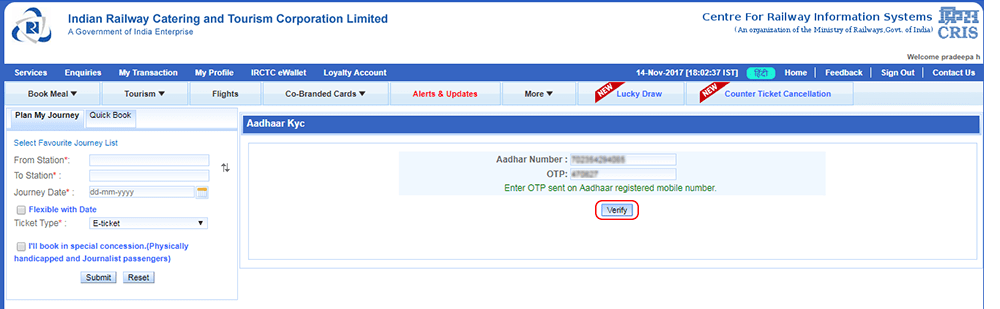 Indian Railway Catering and Tourism Corporation Limited
A Government of India Enterprise
Centre For Railway Information Systems
(An organization of the Ministry of Railways,Govt. of India)
CRIS
Welcome pradeepa h
Services Enquiries My Transaction My Profile IRCTC eWallet Loyalty Account 14-Nov-2017 [18:02:37 IST] हिंदी Home Feedback Sign Out Contact Us
Book Meal Tourism Flights Co-Branded Cards Alerts & Updates More NEW Lucky Draw NEW Counter Ticket Cancellation
Plan My Journey Quick Book
Select Favourite Journey List
From Station* :
To Station* :
Journey Date* : dd-mm-yyyy
Flexible with Date
Ticket Type* : E-ticket
I'll book in special concession.(Physically
handicapped and Journalist passengers)
Submit Reset
Aadhaar Kyc
Aadhar Number :
OTP:
Enter OTP sent on Aadhaar registered mobile number.
Verify